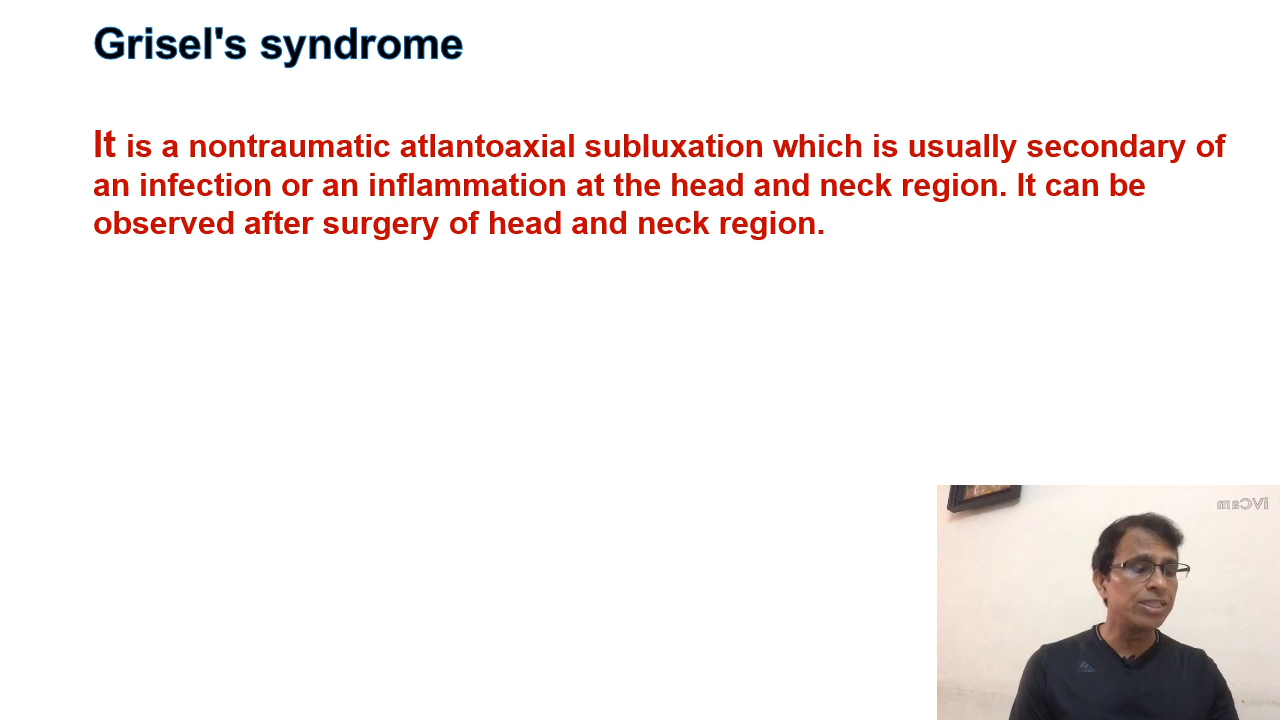 Grisel's syndrome
It is a nontraumatic atlantoaxial subluxation which is usually secondary of
an infection or an inflammation at the head and neck region. It can be
observed after surgery of head and neck region.
iVCam